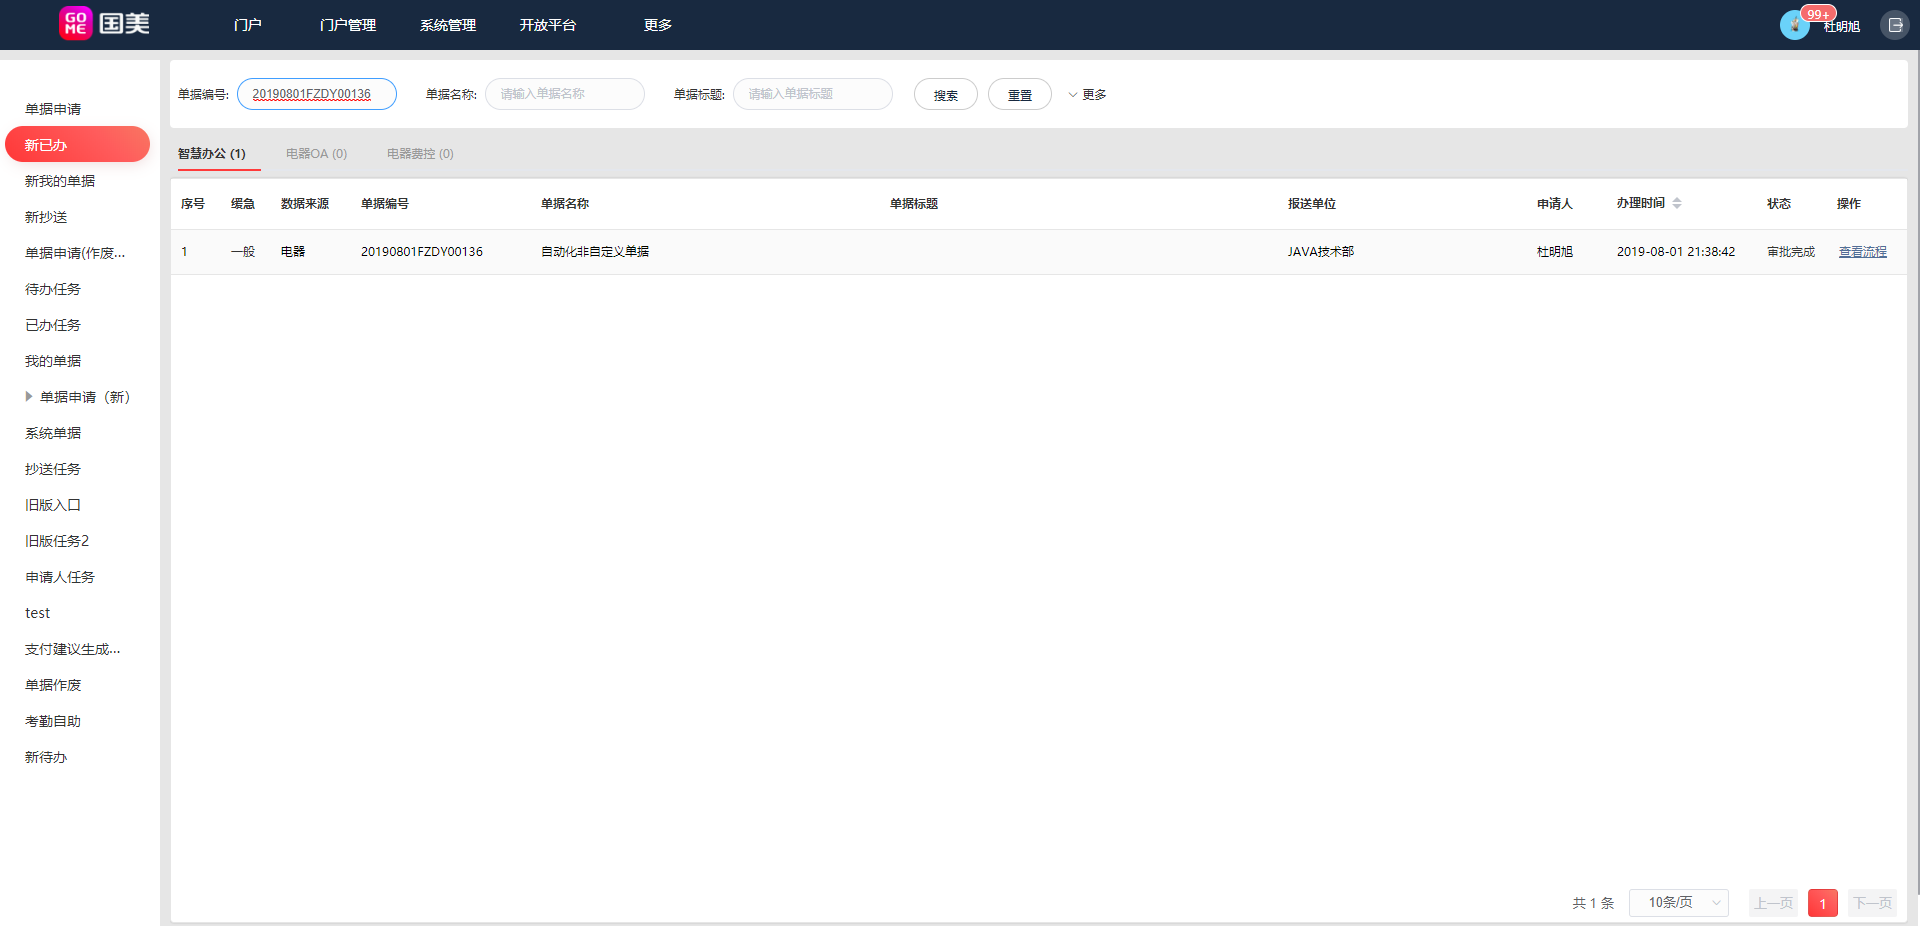 GOME 国美 门户 门户管理 系统管理 开放平台 更多 99+ 杜明旭
单据编号: 20190801FZDY00136 单据名称: 请输入单据名称 单据标题: 请输入单据标题 搜索 重置 更多
智慧办公 (1) 电器OA (0) 电器费控 (0)
序号 缓急 数据来源 单据编号 单据名称 单据标题 报送单位 申请人 办理时间 状态 操作
1 一般 电器 20190801FZDY00136 自动化非自定义单据 JAVA技术部 杜明旭 2019-08-01 21:38:42 审批完成 查看流程
单据申请
新已办
新我的单据
新抄送
单据申请(作废...
待办任务
已办任务
我的单据
单据申请（新）
系统单据
抄送任务
旧版入口
旧版任务2
申请人任务
test
支付建议生成...
单据作废
考勤自助
新待办
共 1 条 10条/页 上一页 1 下一页